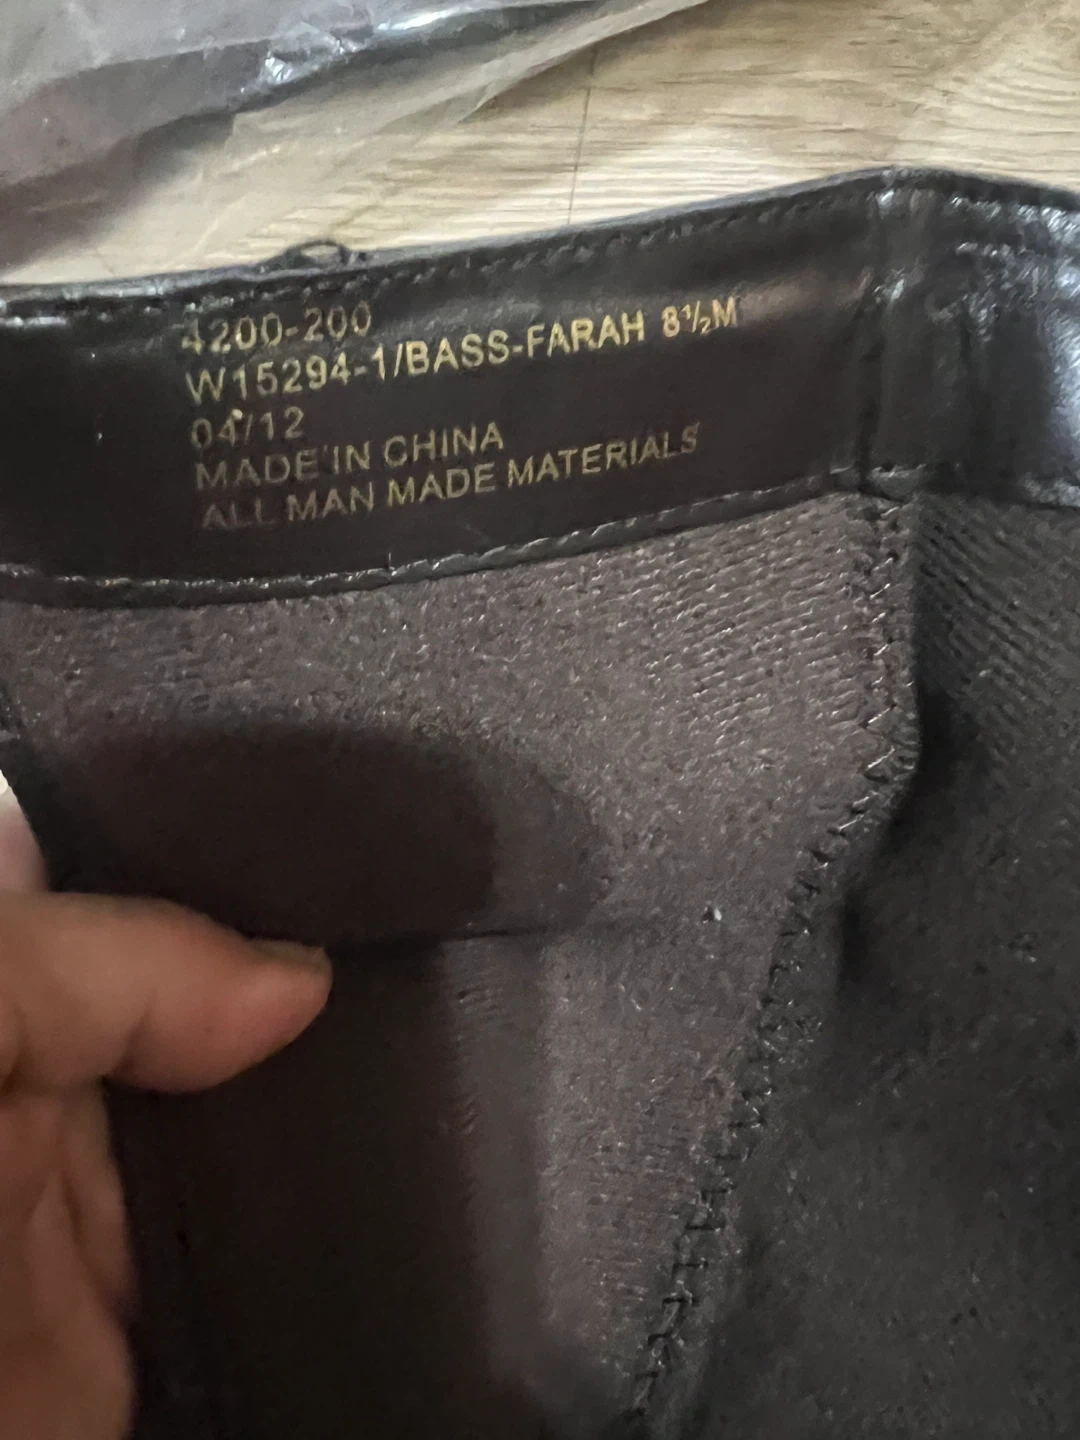 4200-200
W15294-1/BASS-FARAH 8½M
04/12
MADE IN CHINA
ALL MAN MADE MATERIALS